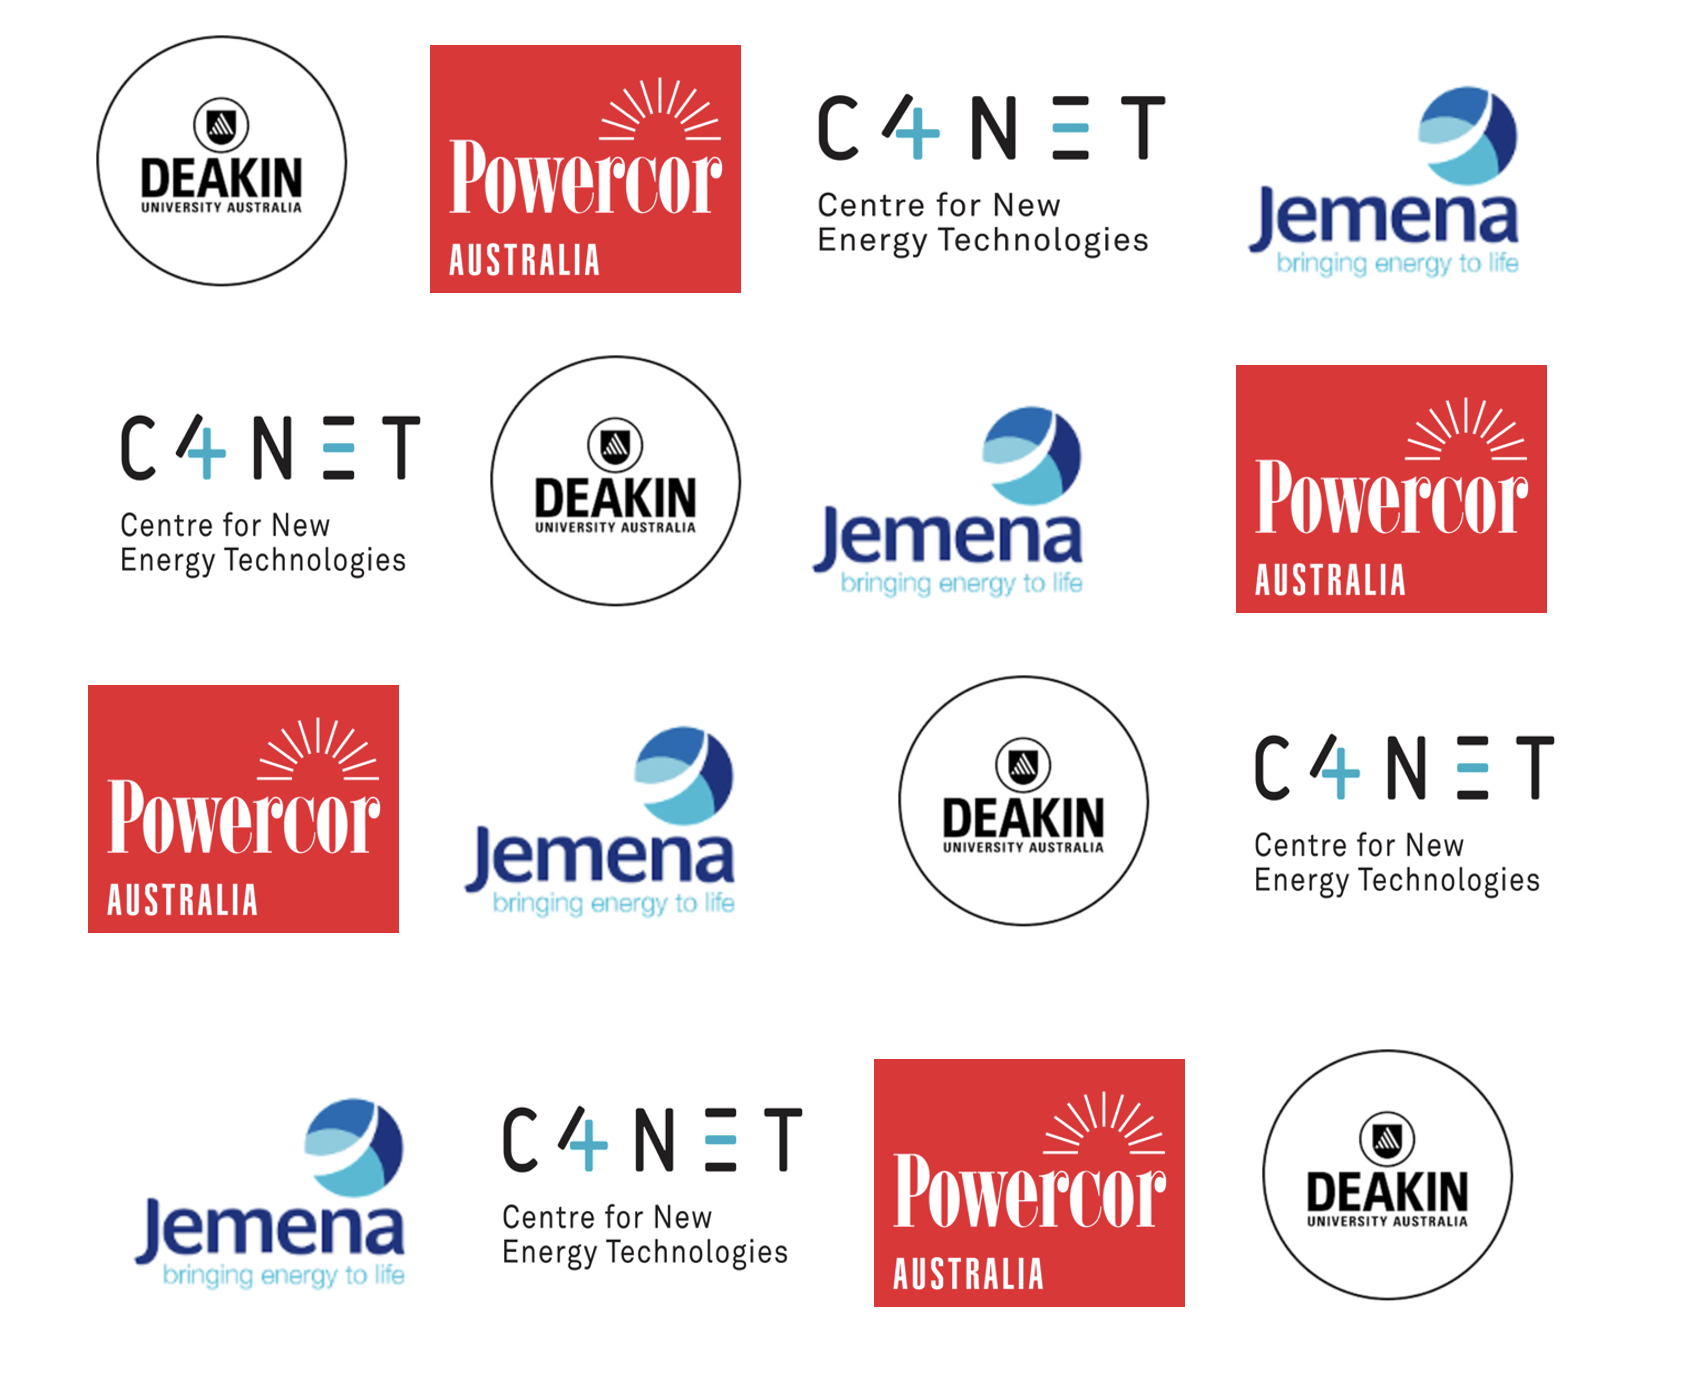 DEAKIN
UNIVERSITY AUSTRALIA
Powercor
AUSTRALIA
C4NET
Centre for New
Energy Technologies
Jemena
bringing energy to life
C4NET
Centre for New
Energy Technologies
DEAKIN
UNIVERSITY AUSTRALIA
Jemena
bringing energy to life
Powercor
AUSTRALIA
Powercor
AUSTRALIA
Jemena
bringing energy to life
DEAKIN
UNIVERSITY AUSTRALIA
C4NET
Centre for New
Energy Technologies
Jemena
bringing energy to life
C4NET
Centre for New
Energy Technologies
Powercor
AUSTRALIA
DEAKIN
UNIVERSITY AUSTRALIA